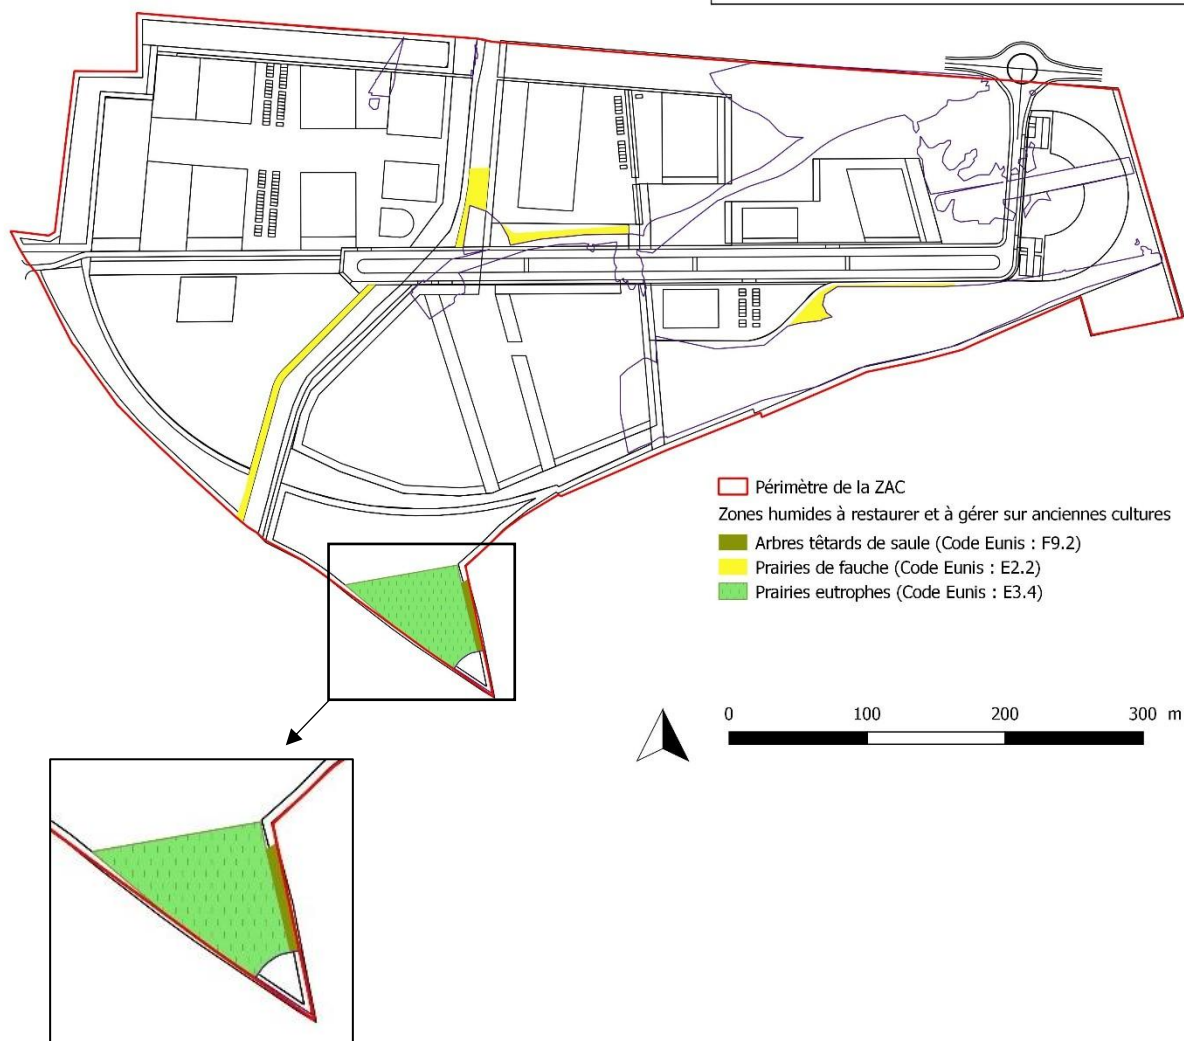 Périmètre de la ZAC
Zones humides à restaurer et à gérer sur anciennes cultures
Arbres têtards de saule (Code Eunis : F9.2)
Prairies de fauche (Code Eunis : E2.2)
Prairies eutrophes (Code Eunis : E3.4)
0 100 200 300 m